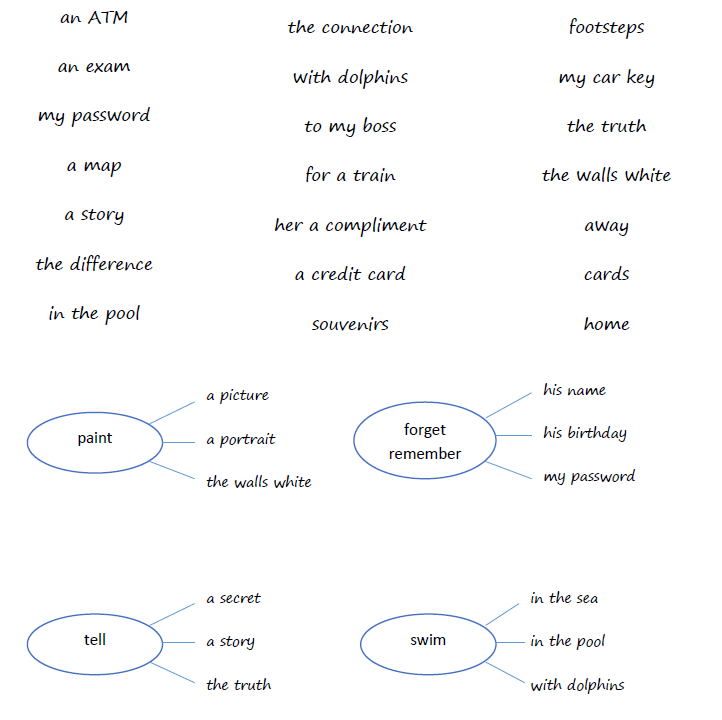 an ATM
an exam
my password
a map
a story
the difference
in the pool
the connection
with dolphins
to my boss
for a train
her a compliment
a credit card
souvenirs
footsteps
my car key
the truth
the walls white
away
cards
home
paint
a picture
a portrait
the walls white
forget
remember
his name
his birthday
my password
tell
a secret
a story
the truth
swim
in the sea
in the pool
with dolphins